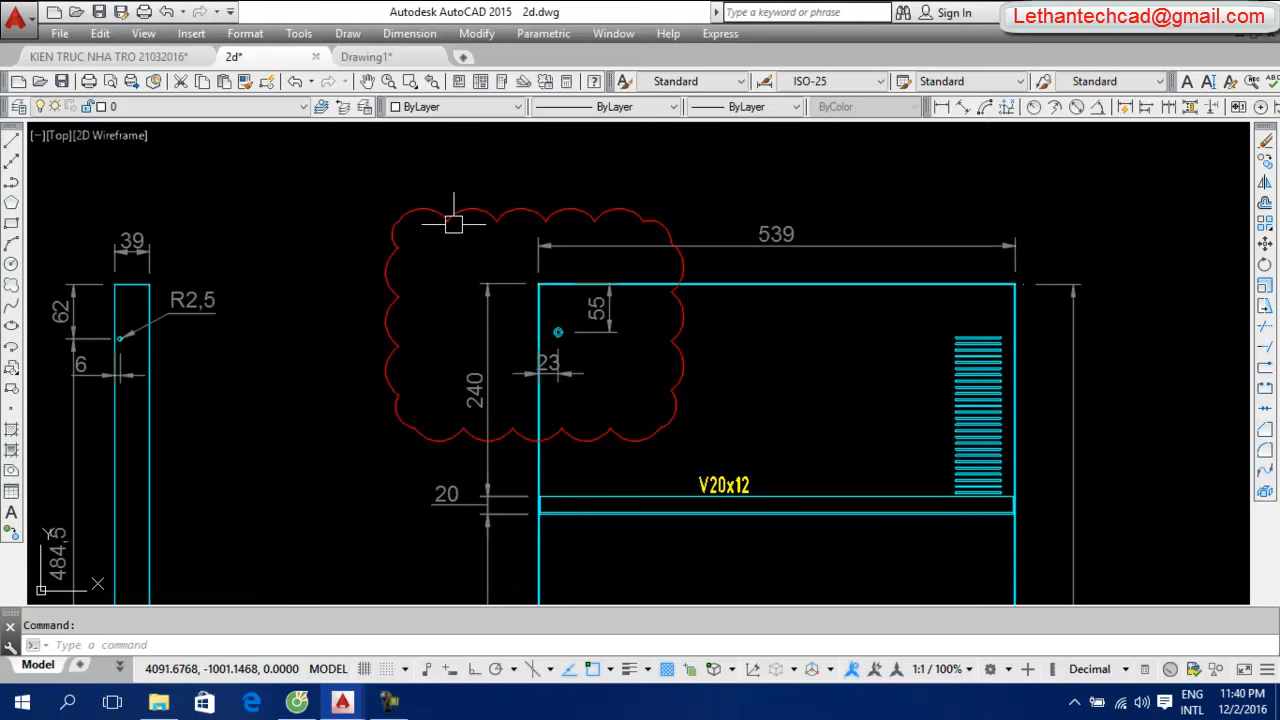 Autodesk AutoCAD 2015 2d.dwg
Type a keyword or phrase
Sign In
Lethantechcad@gmail.com
File Edit View Insert Format Tools Draw Dimension Modify Parametric Window Help Express
KIEN TRUC NHA TRO 21032016*
2d*
Drawing1*
Standard
ISO-25
Standard
Standard
0
ByLayer
ByLayer
ByLayer
ByColor
[−][Top][2D Wireframe]
39
62
R2,5
6
484,5
539
55
23
240
20
V20x12
Y
X
Command:
Type a command
Model
4091.6768, -1001.1468, 0.0000 MODEL
1:1 / 100%
Decimal
ENG
INTL
11:40 PM
12/2/2016